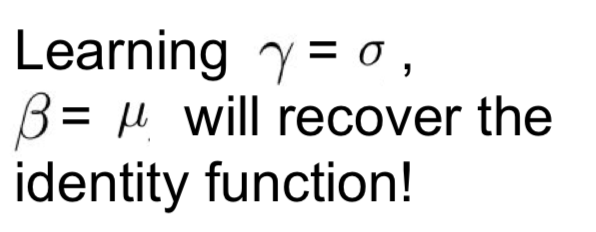 Learning γ = σ ,
β = μ will recover the
identity function!